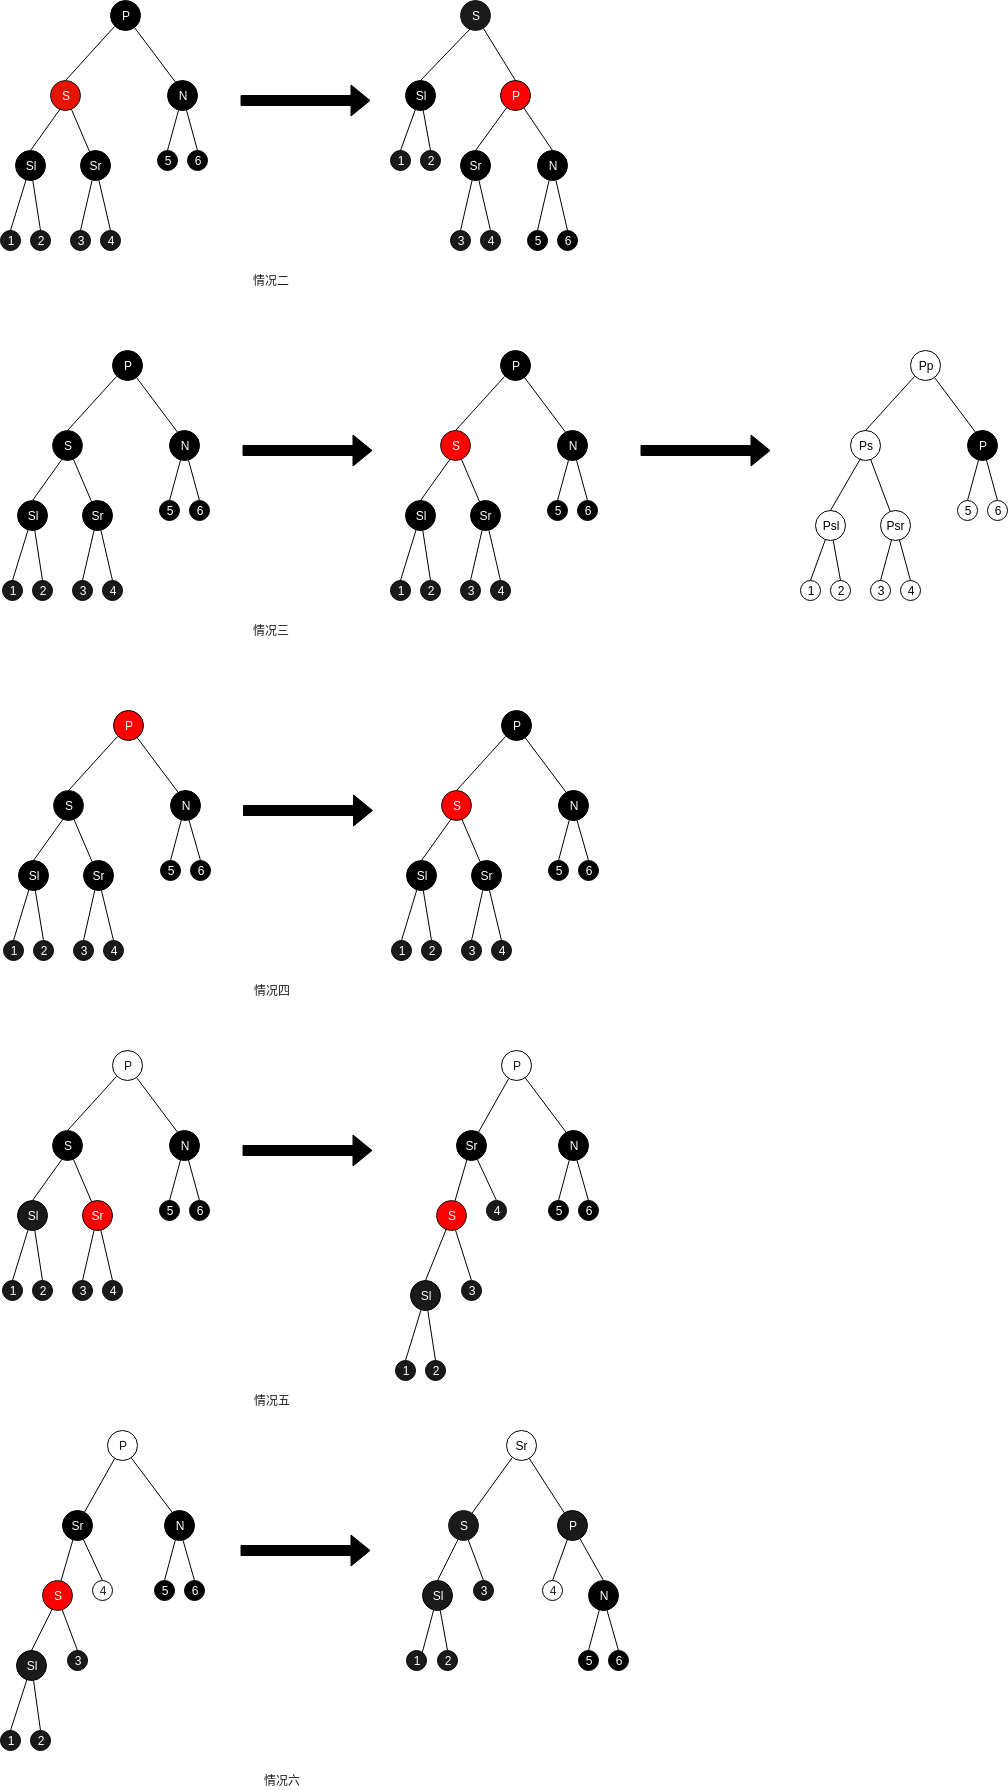 P S
S N Sl P
Sl Sr 5 6 1 2 Sr N
1 2 3 4 3 4 5 6
情况二
P P Pp
S N S N Ps P
Sl Sr 5 6 Sl Sr 5 6 Psl Psr 5 6
1 2 3 4 1 2 3 4 1 2 3 4
情况三
P P
S N S N
Sl Sr 5 6 Sl Sr 5 6
1 2 3 4 1 2 3 4
情况四
P P
S N Sr N
Sl Sr 5 6 S 4 5 6
1 2 3 4 Sl 3
1 2
情况五
P Sr
Sr N S P
S 4 5 6 Sl 3 4 N
Sl 3 1 2 5 6
1 2
情况六